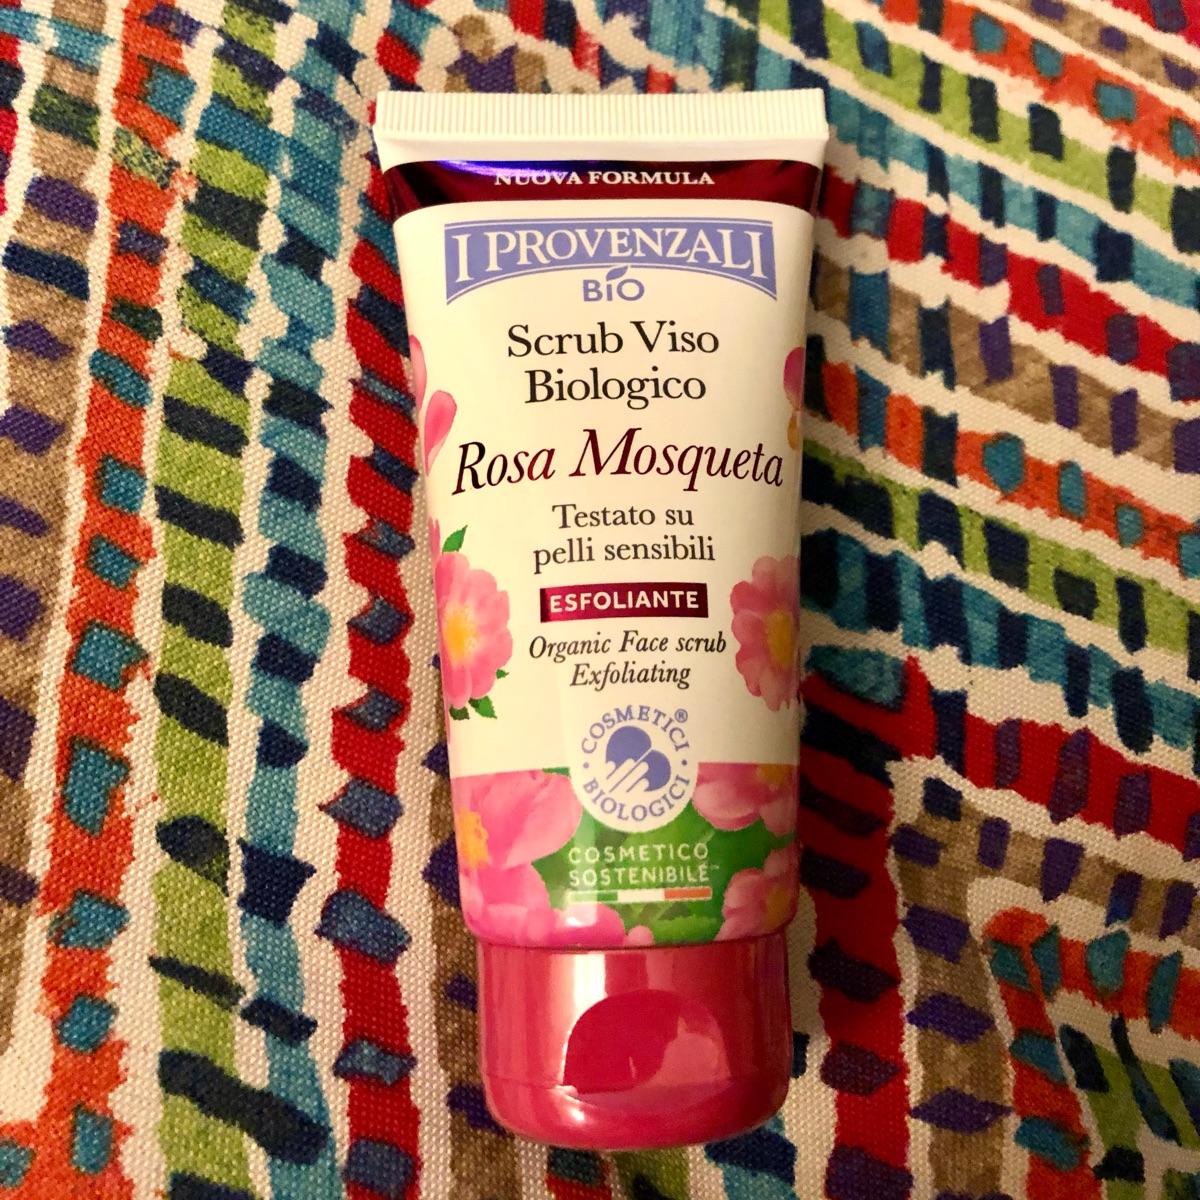 NUOVA FORMULA
I PROVENZALI
BIO
Scrub Viso
Biologico
Rosa Mosqueta
Testato su
pelli sensibili
ESFOLIANTE
Organic Face scrub
Exfoliating
COSMETICI®
BIOLOGICI
COSMETICO
SOSTENIBILE